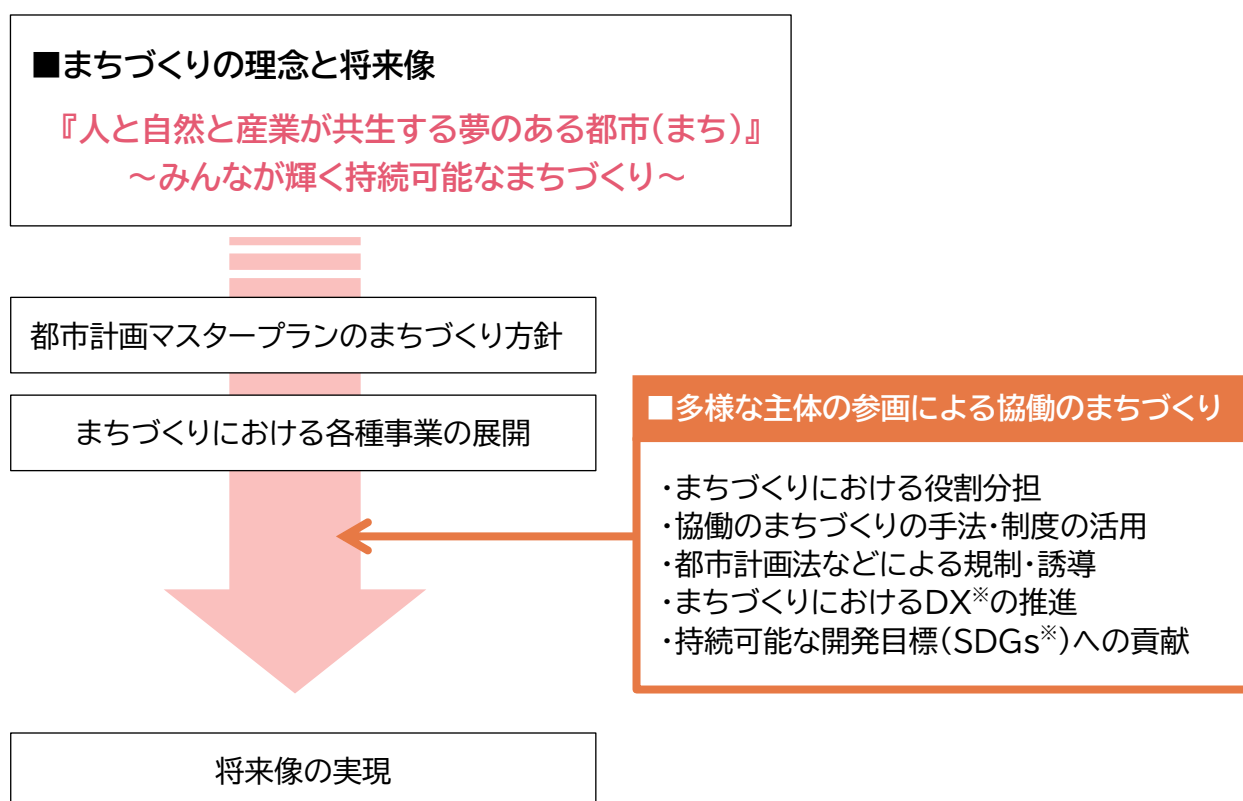 ■まちづくりの理念と将来像
『人と自然と産業が共生する夢のある都市(まち)』
～みんなが輝く持続可能なまちづくり～
都市計画マスタープランのまちづくり方針
まちづくりにおける各種事業の展開
■多様な主体の参画による協働のまちづくり
・まちづくりにおける役割分担
・協働のまちづくりの手法・制度の活用
・都市計画法などによる規制・誘導
・まちづくりにおけるDX※の推進
・持続可能な開発目標(SDGs※)への貢献
将来像の実現